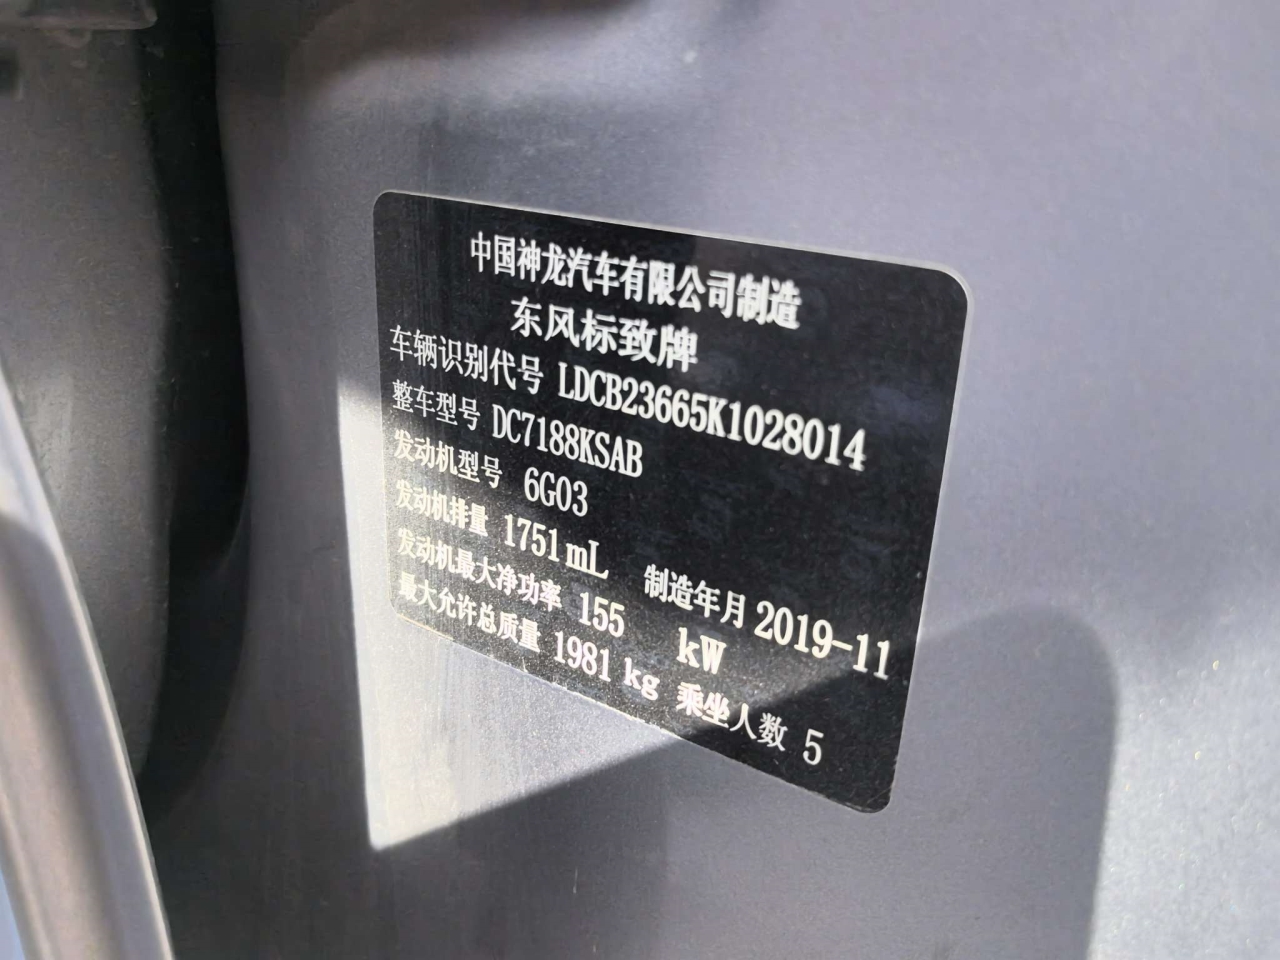 中国神龙汽车有限公司制造
东风标致牌
车辆识别代号 LDCB23665K1028014
整车型号 DC7188KSAB
发动机型号 6G03
发动机排量 1751mL 制造年月 2019-11
发动机最大净功率 155 kW
最大允许总质量 1981 kg 乘坐人数 5